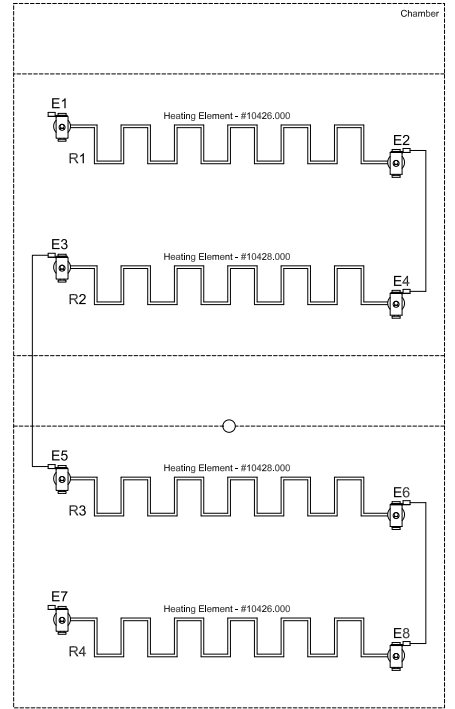 Chamber
E1
Heating Element - #10426.000
E2
R1
E3
Heating Element - #10428.000
E4
R2
E5
Heating Element - #10428.000
E6
R3
E7
Heating Element - #10426.000
E8
R4